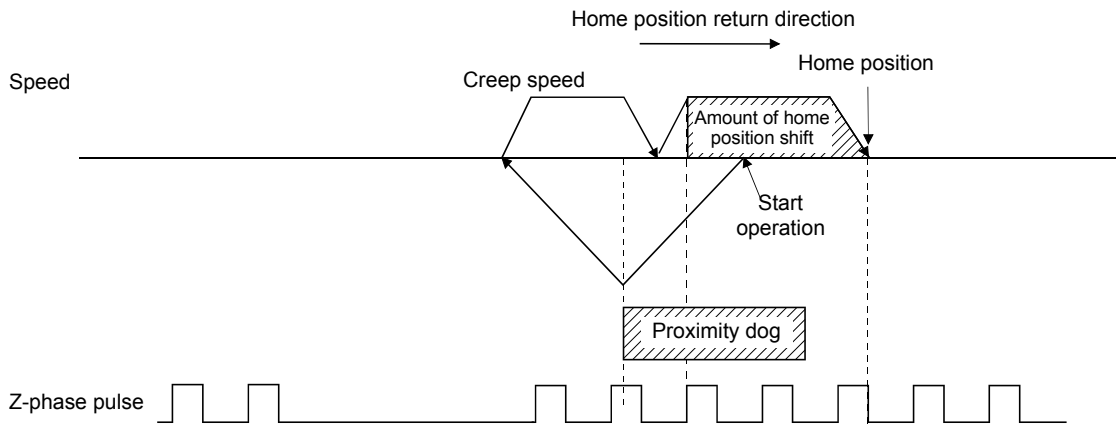 Home position return direction
Home position
Speed
Creep speed
Amount of home
position shift
Start
operation
Proximity dog
Z-phase pulse